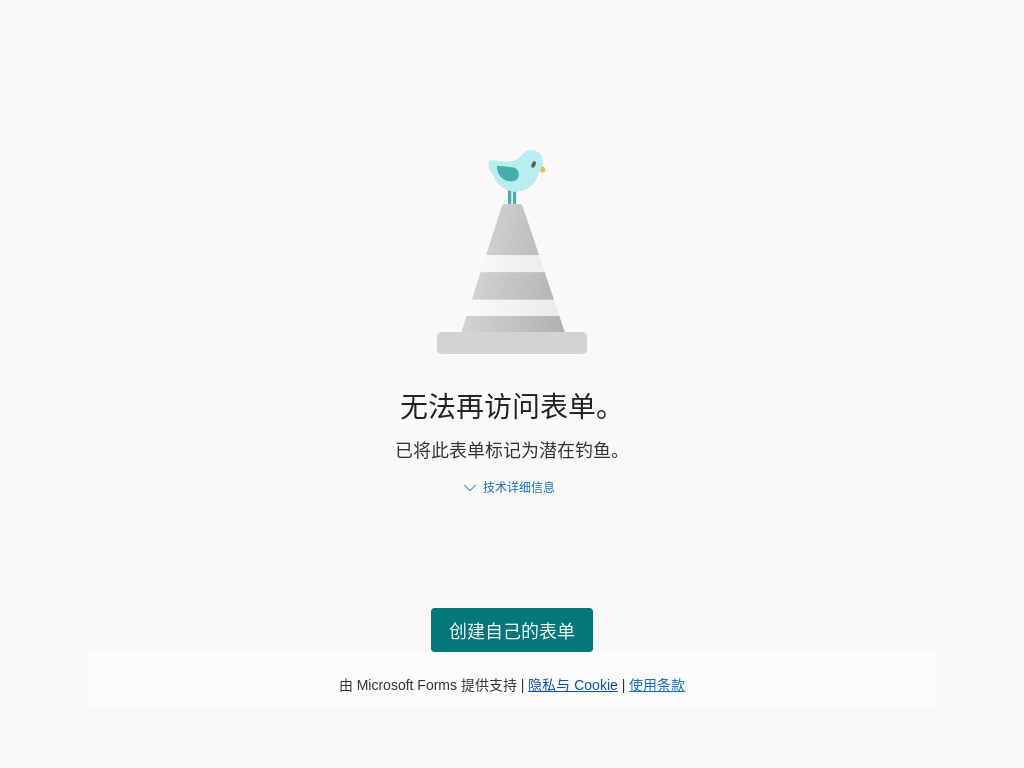 无法再访问表单。
已将此表单标记为潜在钓鱼。
技术详细信息
创建自己的表单
由 Microsoft Forms 提供支持 | 隐私与 Cookie | 使用条款